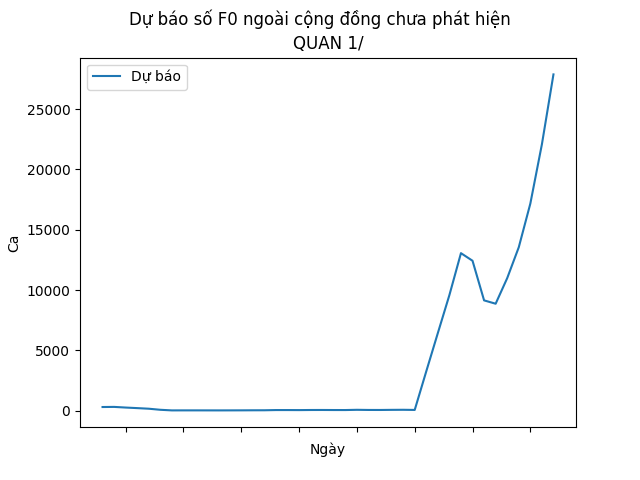 Dự báo số F0 ngoài cộng đồng chưa phát hiện
QUAN 1/
Dự báo
25000
20000
15000
10000
5000
0
Ca
Ngày